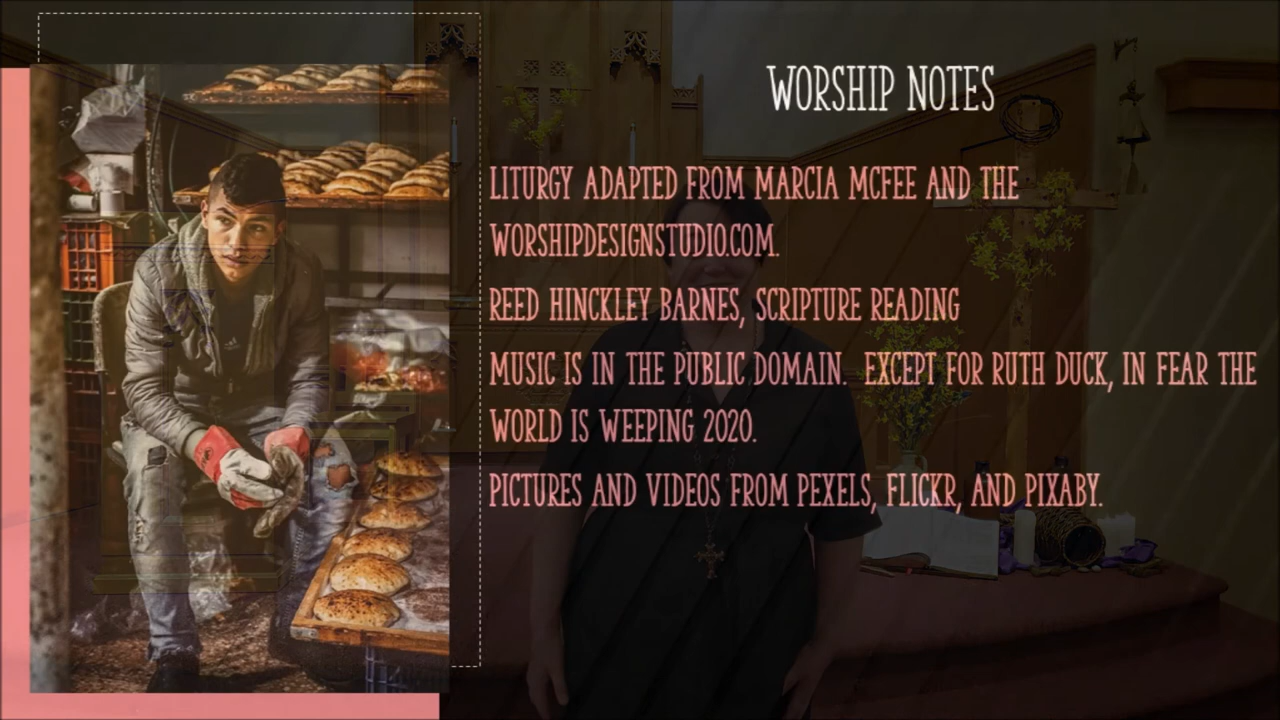 WORSHIP NOTES
LITURGY ADAPTED FROM MARCIA MCFEE AND THE
WORSHIPDESIGNSTUDIO.COM.
REED HINCKLEY BARNES, SCRIPTURE READING
MUSIC IS IN THE PUBLIC DOMAIN. EXCEPT FOR RUTH DUCK, IN FEAR THE
WORLD IS WEEPING 2020.
PICTURES AND VIDEOS FROM PEXELS, FLICKR, AND PIXABY.